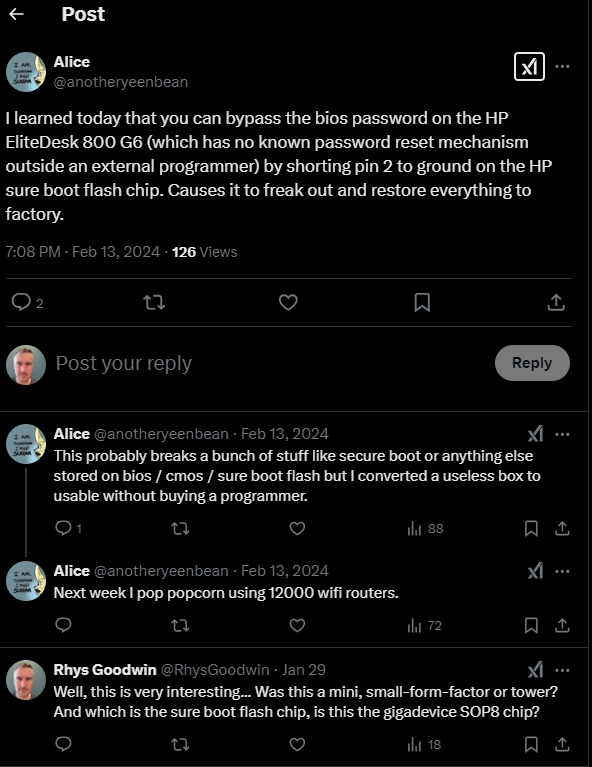 Post
Alice
@anotheryeenbean
I learned today that you can bypass the bios password on the HP
EliteDesk 800 G6 (which has no known password reset mechanism
outside an external programmer) by shorting pin 2 to ground on the HP
sure boot flash chip. Causes it to freak out and restore everything to
factory.
7:08 PM · Feb 13, 2024 · 126 Views
2
Post your reply
Reply
Alice @anotheryeenbean · Feb 13, 2024
This probably breaks a bunch of stuff like secure boot or anything else
stored on bios / cmos / sure boot flash but I converted a useless box to
usable without buying a programmer.
1 88
Alice @anotheryeenbean · Feb 13, 2024
Next week I pop popcorn using 12000 wifi routers.
72
Rhys Goodwin @RhysGoodwin · Jan 29
Well, this is very interesting... Was this a mini, small-form-factor or tower?
And which is the sure boot flash chip, is this the gigadevice SOP8 chip?
18